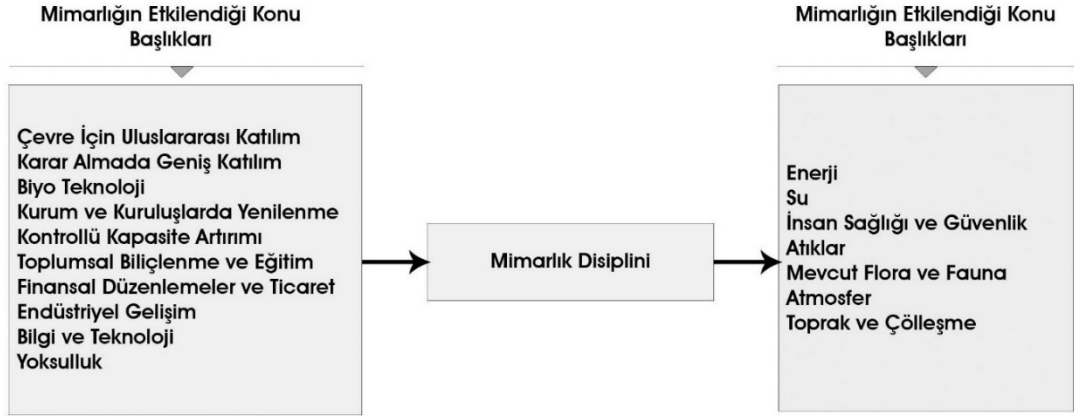 Mimarlığın Etkilendiği Konu
Başlıkları
Çevre İçin Uluslararası Katılım
Karar Almada Geniş Katılım
Biyo Teknoloji
Kurum ve Kuruluşlarda Yenilenme
Kontrollü Kapasite Artırımı
Toplumsal Biliçlenme ve Eğitim
Finansal Düzenlemeler ve Ticaret
Endüstriyel Gelişim
Bilgi ve Teknoloji
Yoksulluk
Mimarlık Disiplini
Mimarlığın Etkilendiği Konu
Başlıkları
Enerji
Su
İnsan Sağlığı ve Güvenlik
Atıklar
Mevcut Flora ve Fauna
Atmosfer
Toprak ve Çölleşme